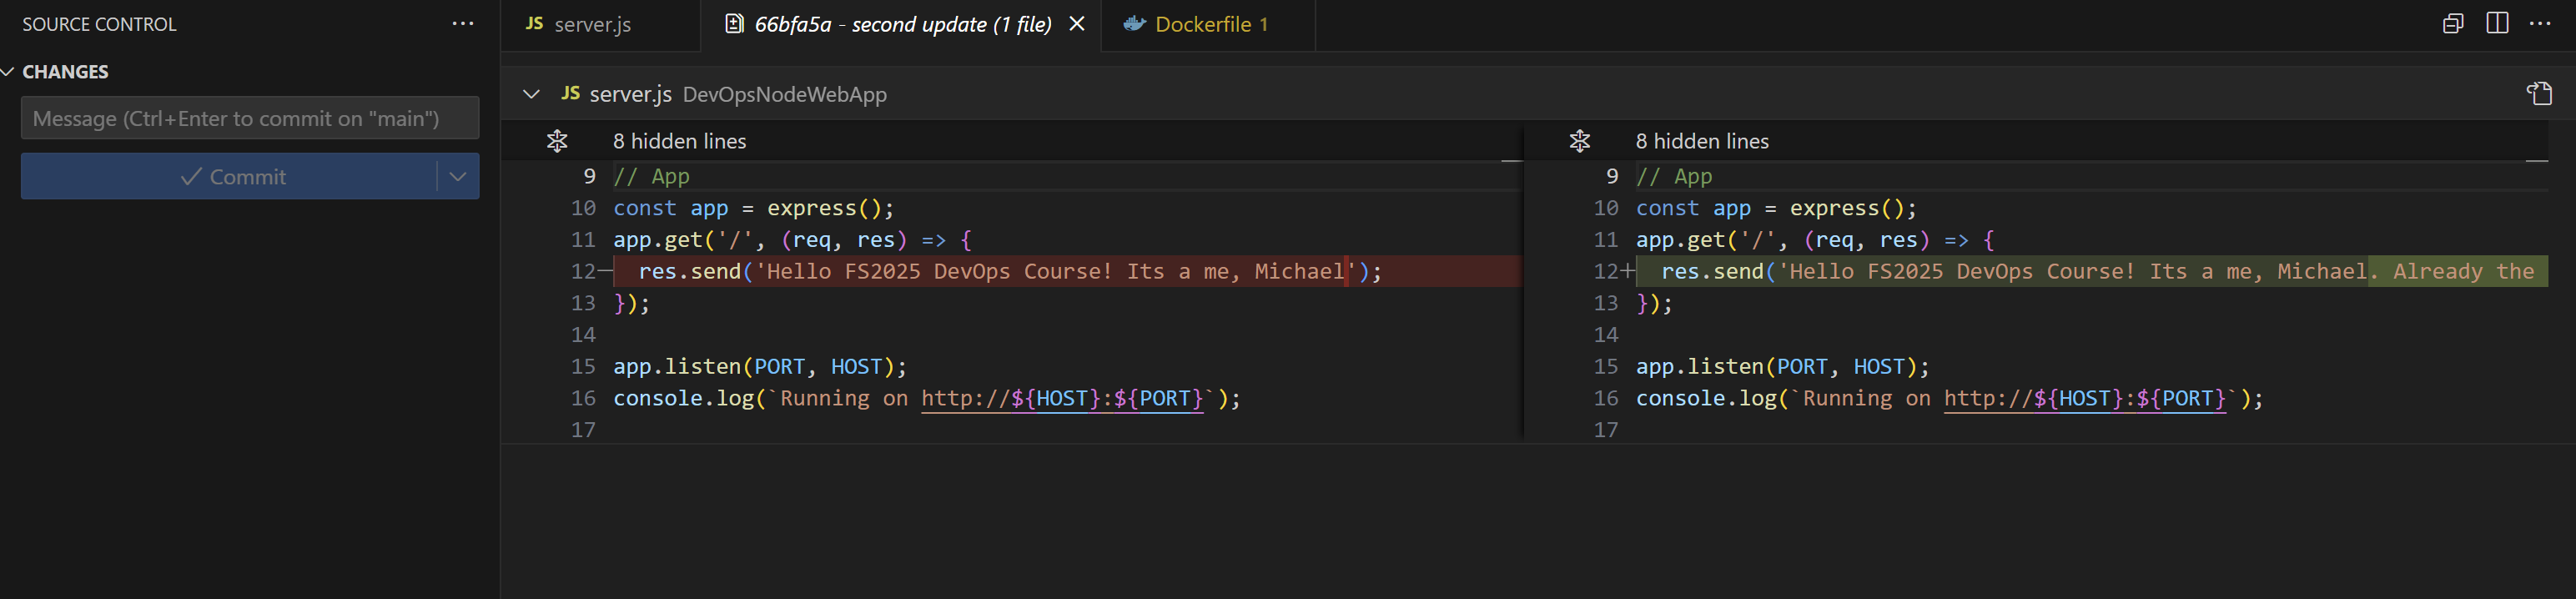 SOURCE CONTROL
CHANGES
Message (Ctrl+Enter to commit on "main")
Commit
JS server.js
66bfa5a - second update (1 file)
Dockerfile 1
JS server.js DevOpsNodeWebApp
8 hidden lines
9 // App
10 const app = express();
11 app.get('/', (req, res) => {
12— res.send('Hello FS2025 DevOps Course! Its a me, Michael');
13 });
14
15 app.listen(PORT, HOST);
16 console.log(`Running on http://${HOST}:${PORT}`);
17
8 hidden lines
9 // App
10 const app = express();
11 app.get('/', (req, res) => {
12+ res.send('Hello FS2025 DevOps Course! Its a me, Michael. Already the
13 });
14
15 app.listen(PORT, HOST);
16 console.log(`Running on http://${HOST}:${PORT}`);
17